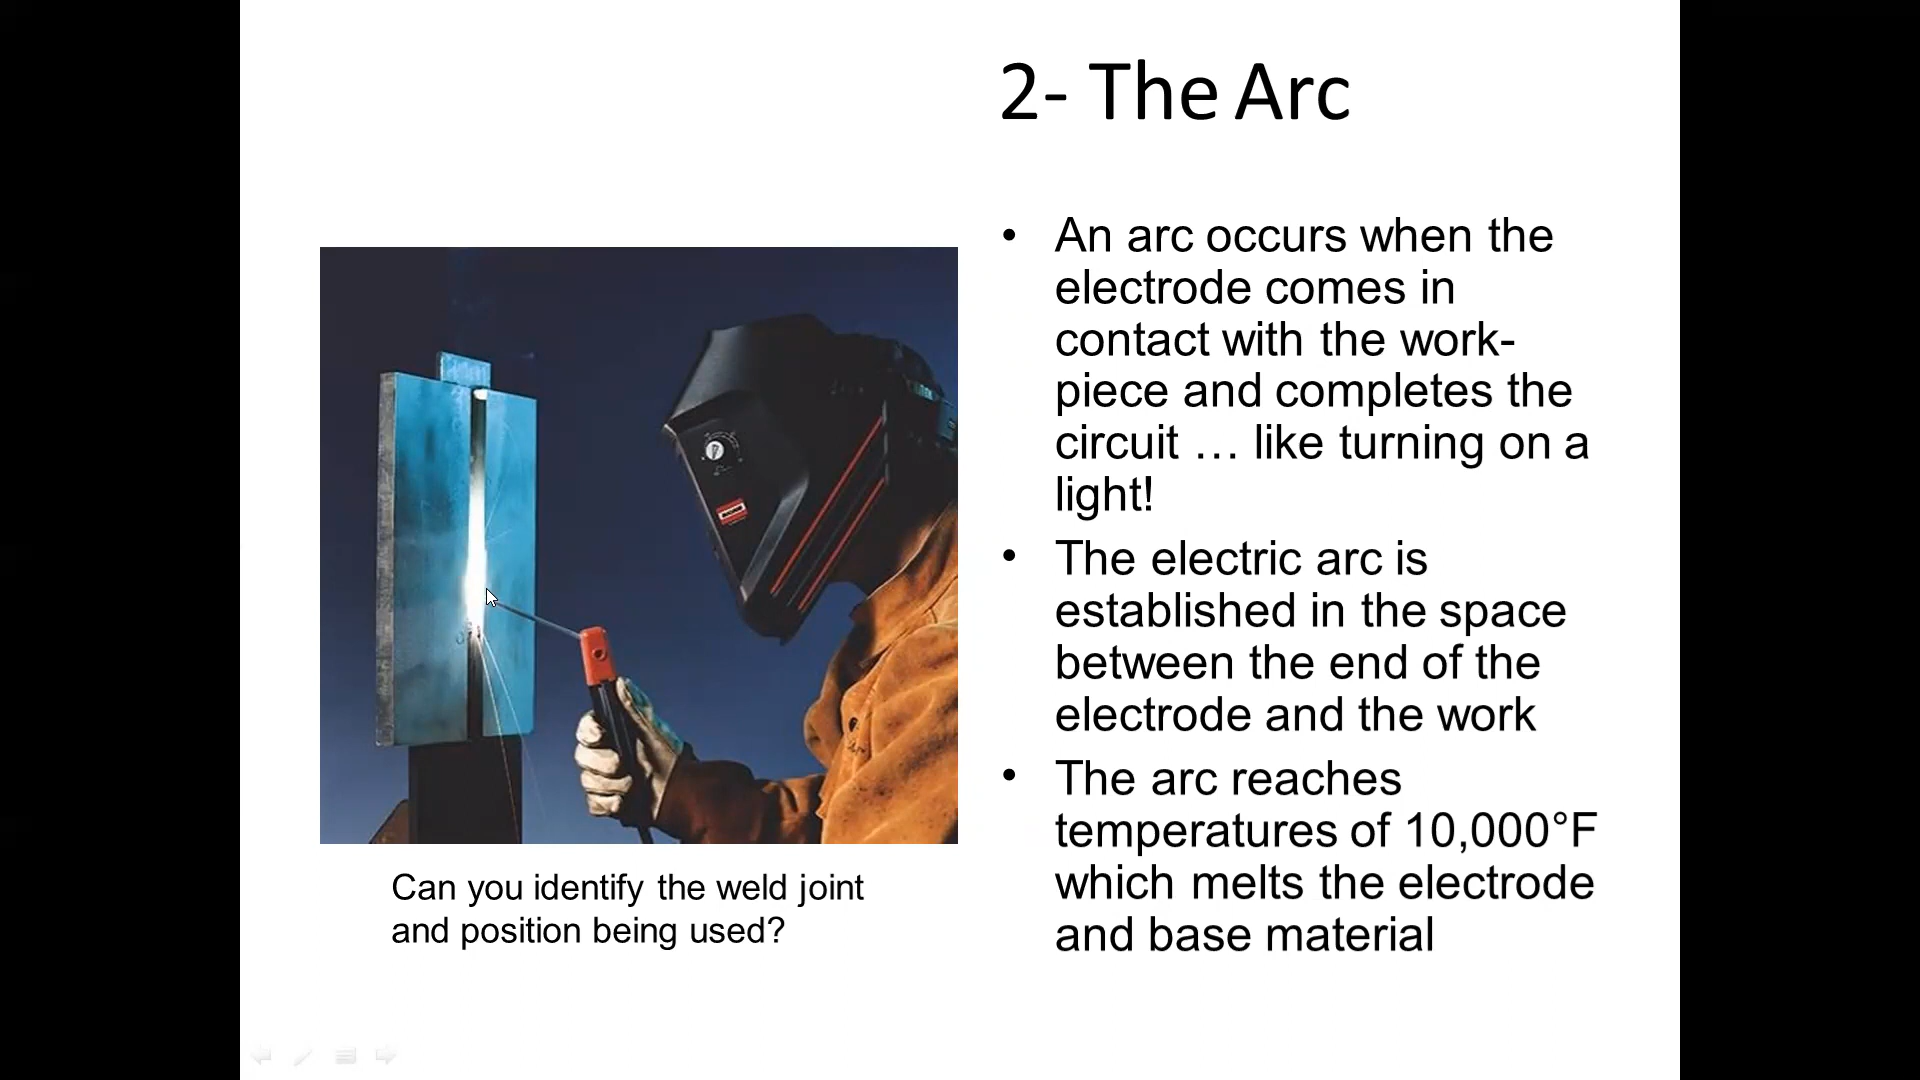 2- The Arc
• An arc occurs when the
electrode comes in
contact with the work-
piece and completes the
circuit … like turning on a
light!
• The electric arc is
established in the space
between the end of the
electrode and the work
• The arc reaches
temperatures of 10,000°F
which melts the electrode
and base material
Can you identify the weld joint
and position being used?